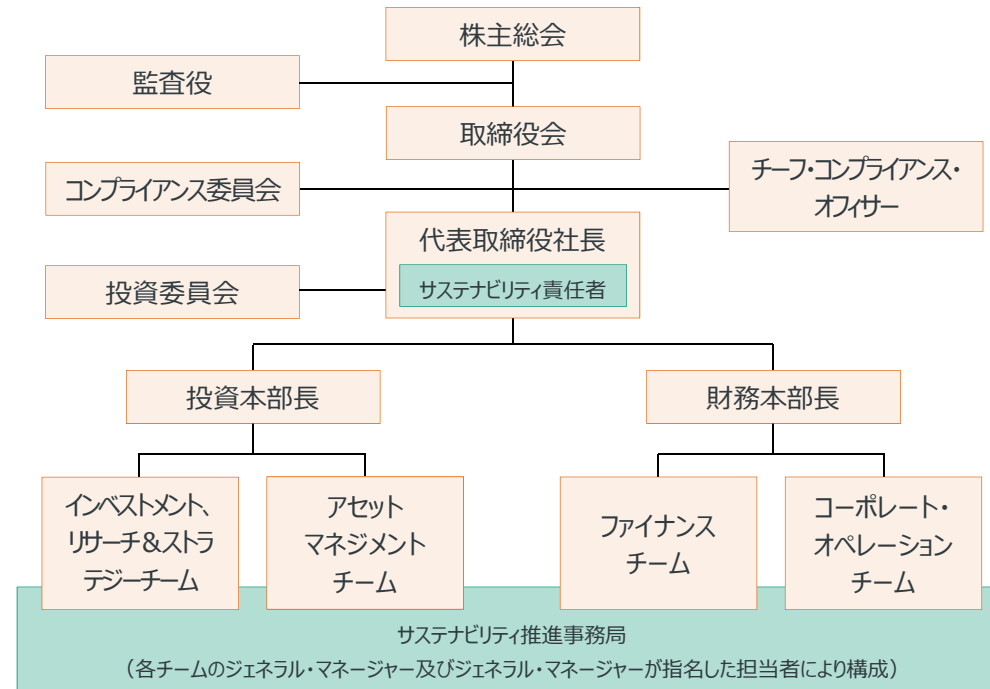 株主総会
監査役
取締役会
コンプライアンス委員会
チーフ・コンプライアンス・
オフィサー
代表取締役社長
サステナビリティ責任者
投資委員会
投資本部長
財務本部長
インベストメント、
リサーチ&ストラ
テジーチーム
アセット
マネジメント
チーム
ファイナンス
チーム
コーポレート・
オペレーション
チーム
サステナビリティ推進事務局
（各チームのジェネラル・マネージャー及びジェネラル・マネージャーが指名した担当者により構成）